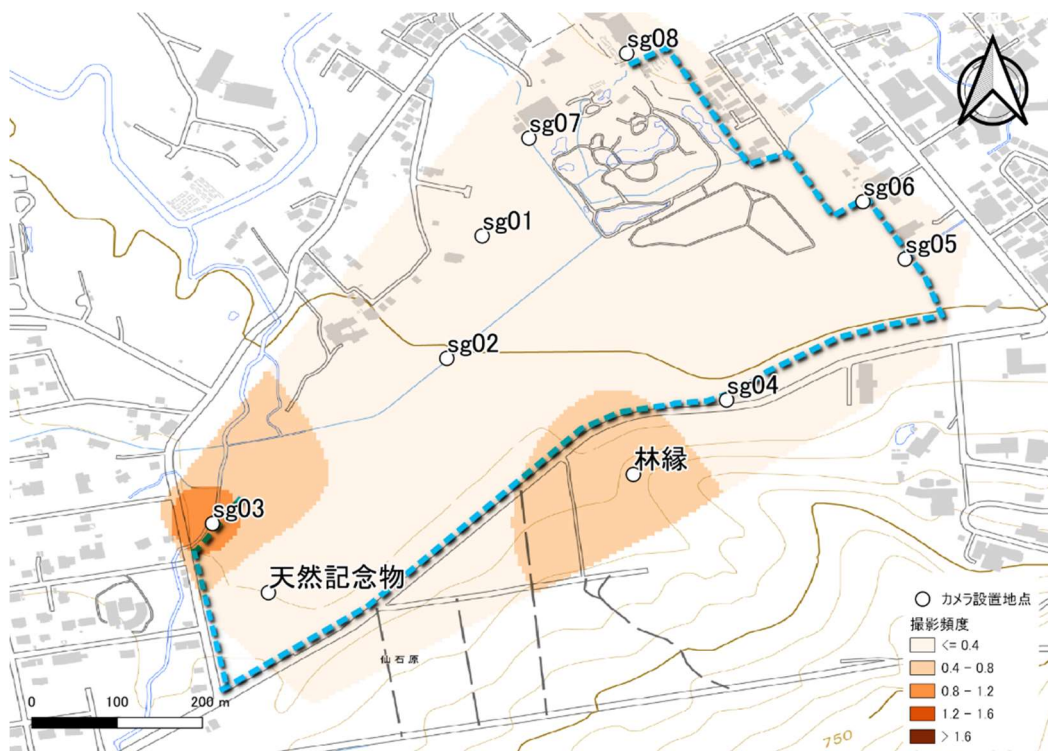 sg08
sg07
sg06
sg01
sg05
sg02
sg04
林縁
sg03
天然記念物
仙石原
750
0 100 200 m
カメラ設置地点
撮影頻度
<= 0.4
0.4 - 0.8
0.8 - 1.2
1.2 - 1.6
> 1.6